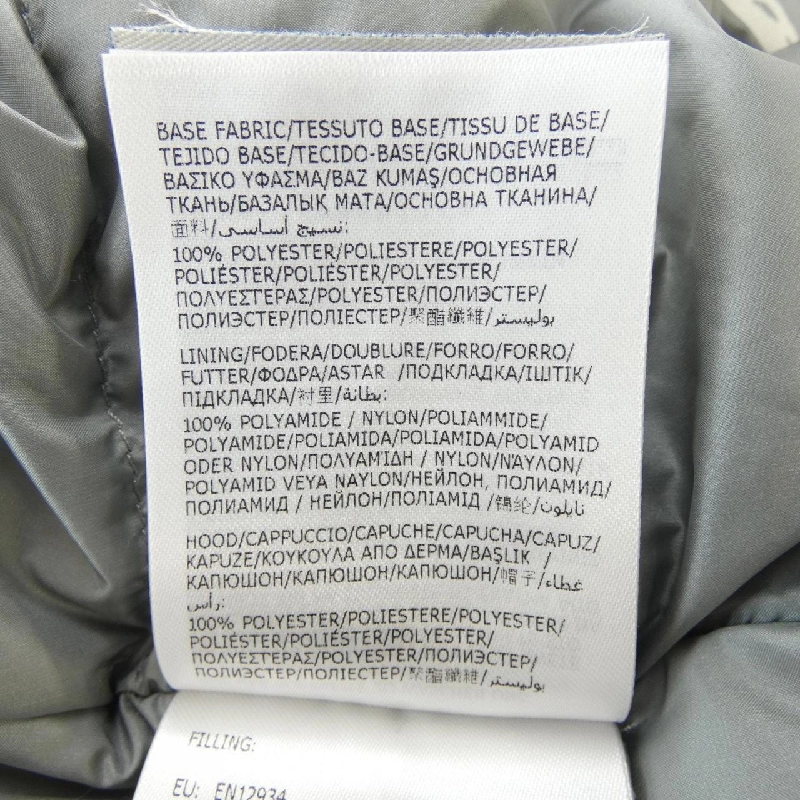 BASE FABRIC/TESSUTO BASE/TISSU DE BASE/
TEJIDO BASE/TECIDO-BASE/GRUNDGEWEBE/
ΒΑΣΙΚΟ ΥΦΑΣΜΑ/BAZ KUMAŞ/ОСНОВНАЯ
ТКАНЬ/БАЗАЛЫҚ МАТА/ОСНОВНА ТКАНИНА/
面料/نسيج أساسى:
100% POLYESTER/POLIESTERE/POLYESTER/
POLIÉSTER/POLIÉSTER/POLYESTER/
ΠΟΛΥΕΣΤΕΡΑΣ/POLYESTER/ПОЛИЭСТЕР/
ПОЛИЭСТЕР/ПОЛІЕСТЕР/聚酯纖維/بوليستر
LINING/FODERA/DOUBLURE/FORRO/FORRO/
FUTTER/ΦΟΔΡΑ/ASTAR /ПОДКЛАДКА/ІШТІК/
ПІДКЛАДКА/衬里/بطانة:
100% POLYAMIDE / NYLON/POLIAMMIDE/
POLYAMIDE/POLIAMIDA/POLIAMIDA/POLYAMID
ODER NYLON/ΠΟΛΥΑΜΊΔΗ / NYLON/ΝΆΥΛΟΝ/
POLYAMID VEYA NAYLON/НЕЙЛОН, ПОЛИАМИД/
ПОЛИАМИД / НЕЙЛОН/ПОЛІАМІД /锦纶/نايلون
HOOD/CAPPUCCIO/CAPUCHE/CAPUCHA/CAPUZ/
KAPUZE/ΚΟΥΚΟΥΛΑ ΑΠΟ ΔΕΡΜΑ/BAŞLIK /
КАПЮШОН/КАПЮШОН/КАПЮШОН/帽子/غطاء
رأس:
100% POLYESTER/POLIESTERE/POLYESTER/
POLIÉSTER/POLIÉSTER/POLYESTER/
ΠΟΛΥΕΣΤΕΡΑΣ/POLYESTER/ПОЛИЭСТЕР/
ПОЛИЭСТЕР/ПОЛІЕСТЕР/聚酯纖維/بوليستر
FILLING:
EU: EN12934